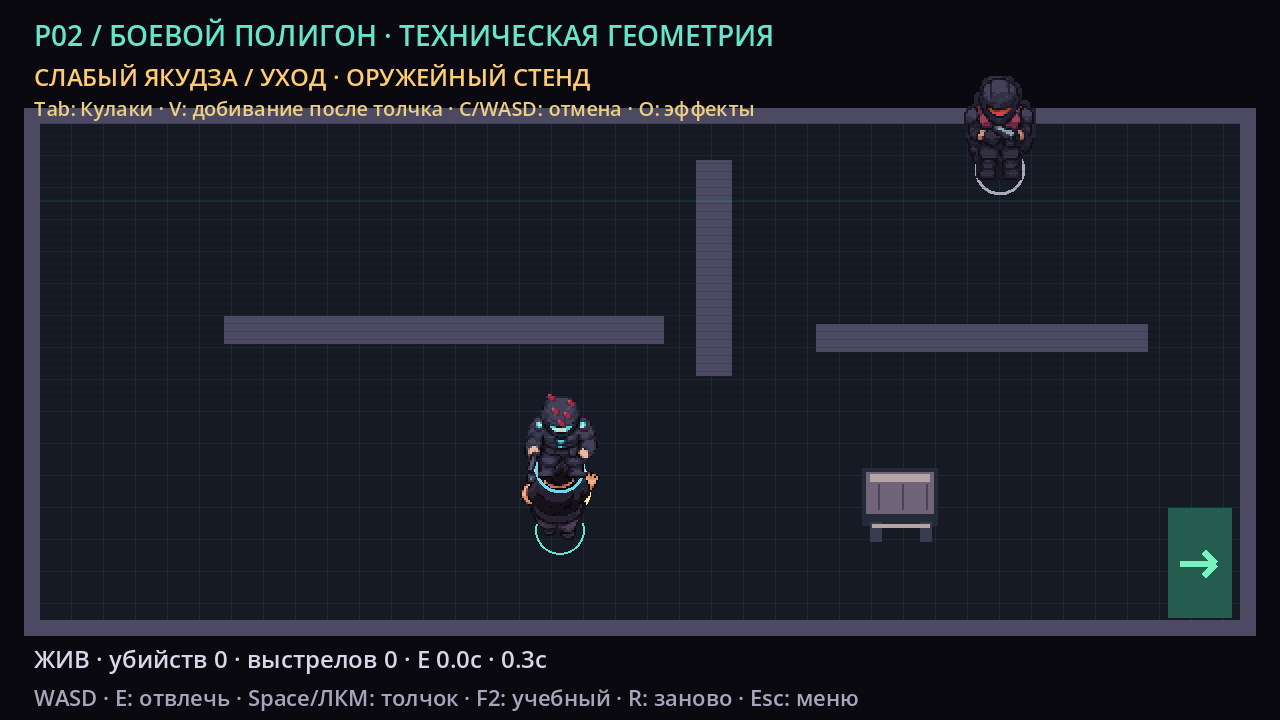 P02 / БОЕВОЙ ПОЛИГОН · ТЕХНИЧЕСКАЯ ГЕОМЕТРИЯ
СЛАБЫЙ ЯКУДЗА / УХОД · ОРУЖЕЙНЫЙ СТЕНД
Tab: Кулаки · V: добивание после толчка · C/WASD: отмена · O: эффекты
ЖИВ · убийств 0 · выстрелов 0 · E 0.0с · 0.3с
WASD · E: отвлечь · Space/ЛКМ: толчок · F2: учебный · R: заново · Esc: меню